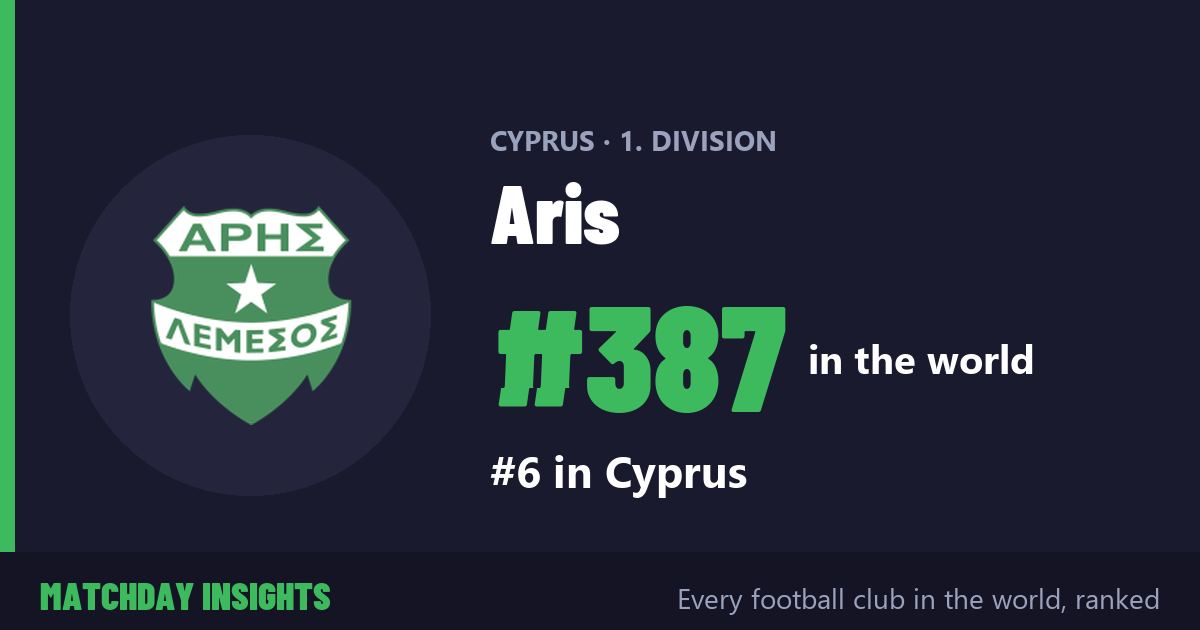 ΑΡΗΣ
ΛΕΜΕΣΟΣ
CYPRUS · 1. DIVISION
Aris
#387 in the world
#6 in Cyprus
MATCHDAY INSIGHTS
Every football club in the world, ranked